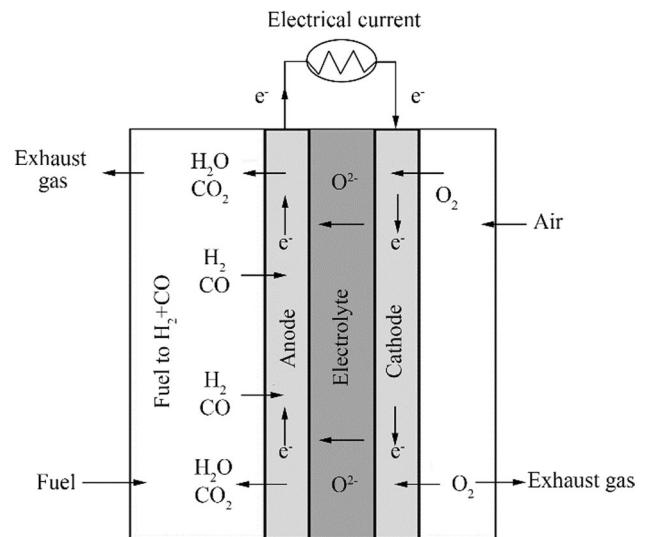 Electrical current
e⁻ e⁻
Exhaust
gas
H₂O
CO₂
O²⁻
O₂
Air
e⁻ e⁻
H₂
CO
Fuel to H₂+CO
Anode
Electrolyte
Cathode
H₂
CO
e⁻ e⁻
Fuel
H₂O
CO₂
O²⁻
O₂
Exhaust gas